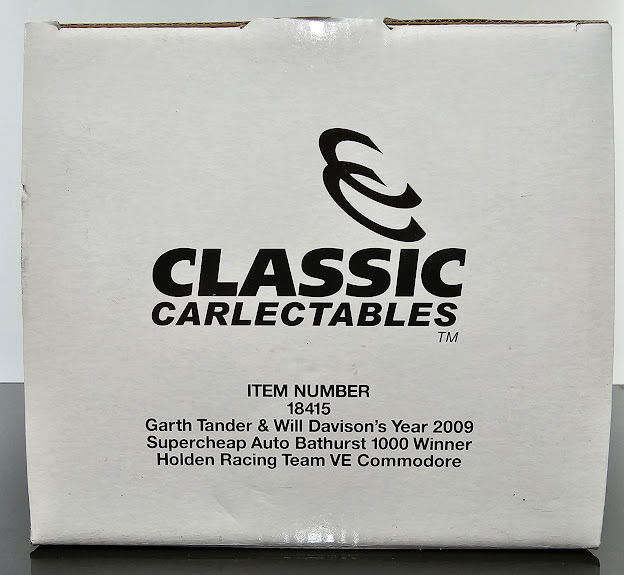 CLASSIC
CARLECTABLES
TM
ITEM NUMBER
18415
Garth Tander & Will Davison's Year 2009
Supercheap Auto Bathurst 1000 Winner
Holden Racing Team VE Commodore